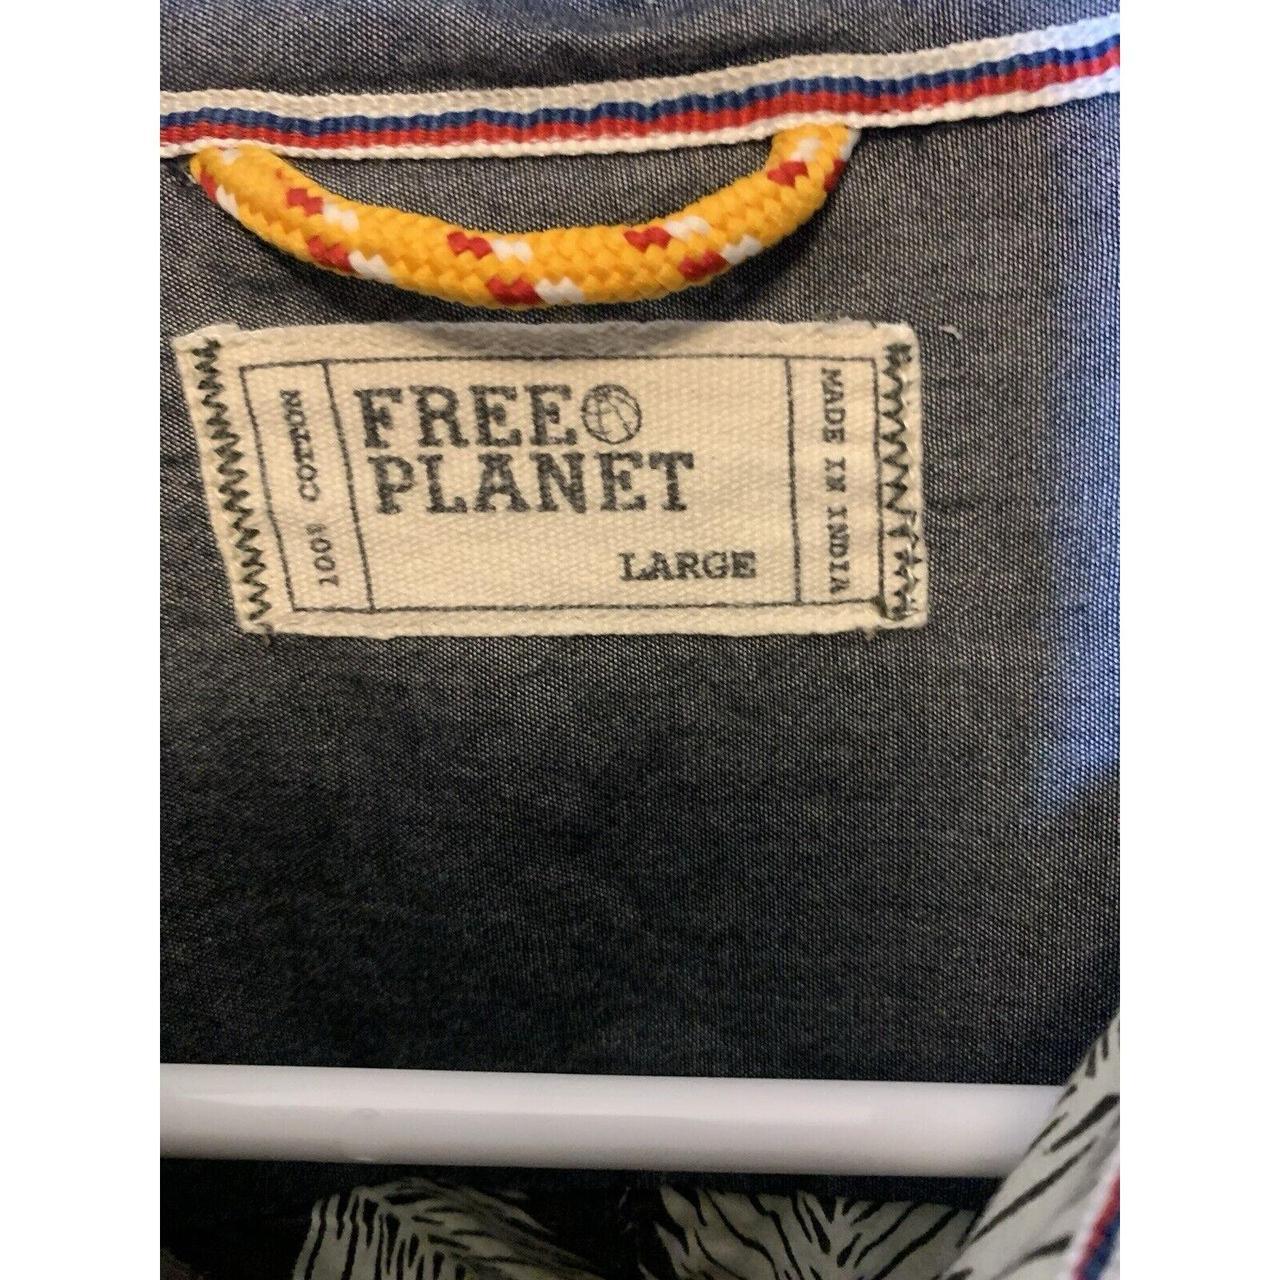 100% COTTON
FREE
PLANET
LARGE
MADE IN INDIA